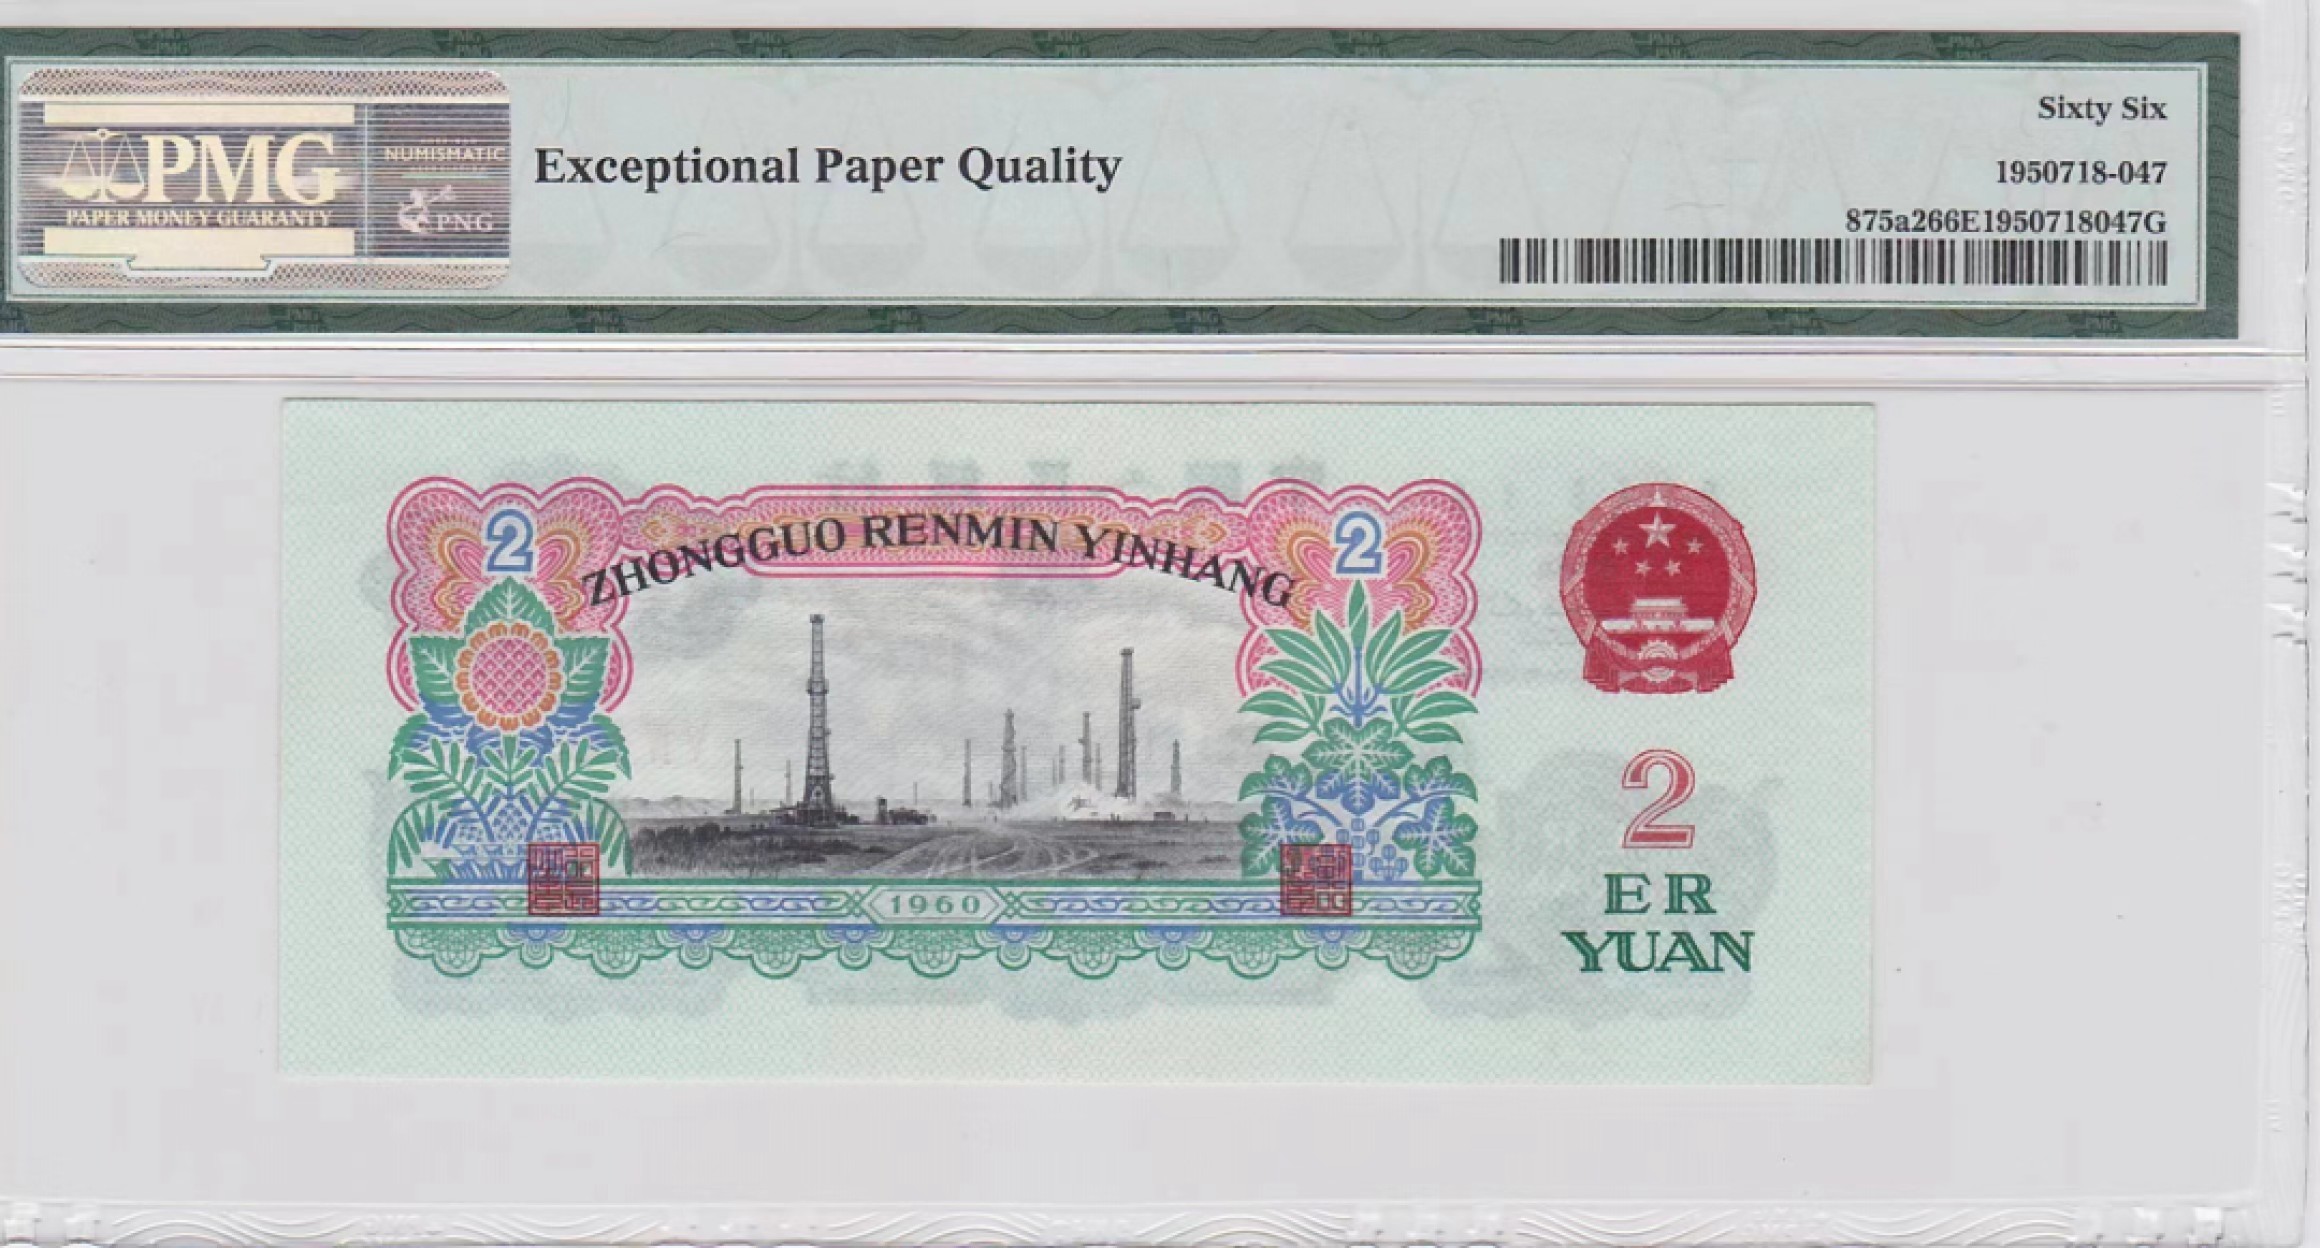 PMG
PAPER MONEY GUARANTY
NUMISMATIC
PNG
Exceptional Paper Quality
Sixty Six
1950718-047
875a266E1950718047G
2
ZHONGGUO RENMIN YINHANG
2
1960
2
ER
YUAN